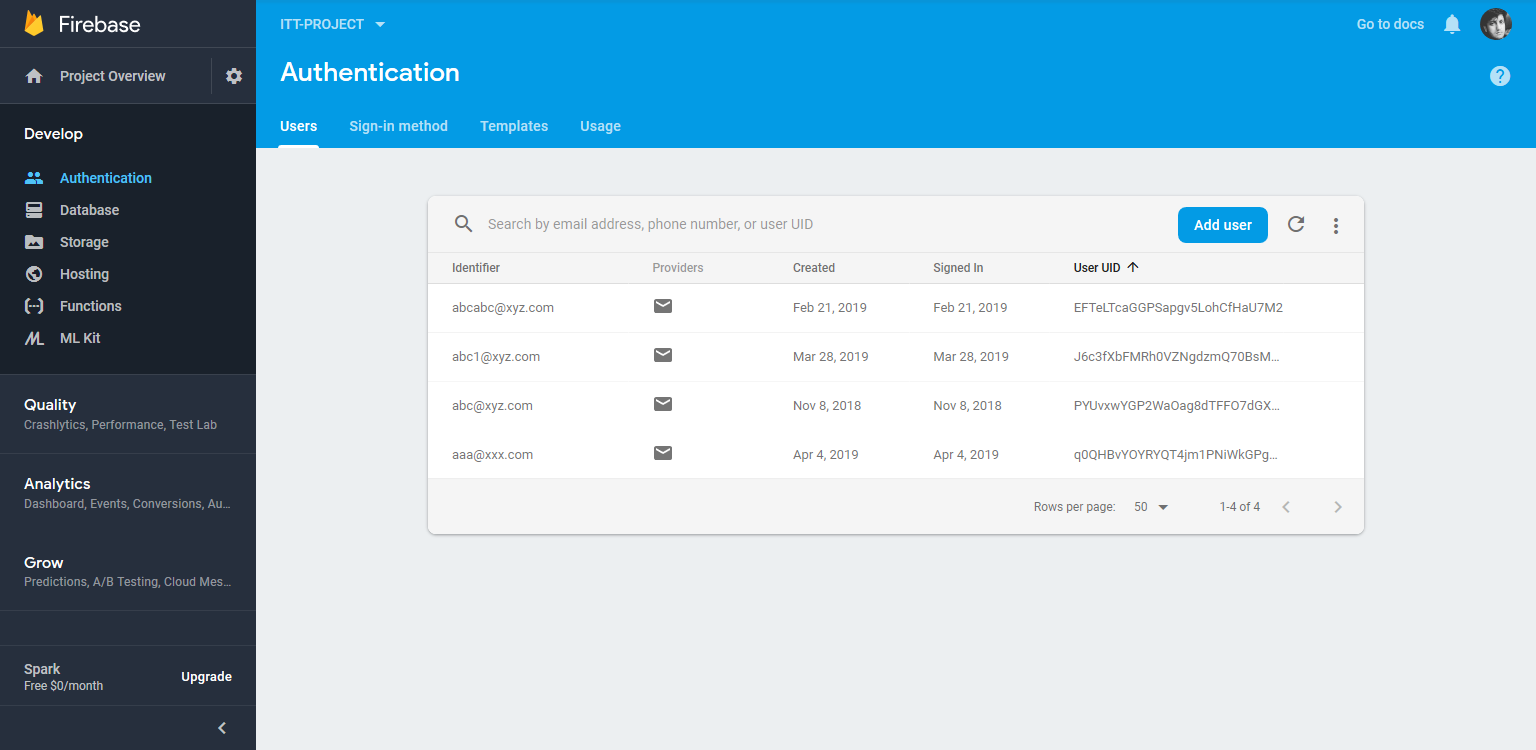 Firebase
Project Overview
Develop
Authentication
Database
Storage
Hosting
Functions
ML Kit
Quality
Crashlytics, Performance, Test Lab
Analytics
Dashboard, Events, Conversions, Au...
Grow
Predictions, A/B Testing, Cloud Mes...
Spark
Free $0/month
Upgrade
ITT-PROJECT
Go to docs
Authentication
?
Users Sign-in method Templates Usage
Search by email address, phone number, or user UID
Add user
Identifier Providers Created Signed In User UID
abcabc@xyz.com Feb 21, 2019 Feb 21, 2019 EFTeLTcaGGPSapgv5LohCfHaU7M2
abc1@xyz.com Mar 28, 2019 Mar 28, 2019 J6c3fXbFMRh0VZNgdzmQ70BsM...
abc@xyz.com Nov 8, 2018 Nov 8, 2018 PYUvxwYGP2WaOag8dTFFO7dGX...
aaa@xxx.com Apr 4, 2019 Apr 4, 2019 q0QHBvYOYRYQT4jm1PNiWkGPg...
Rows per page: 50 1-4 of 4